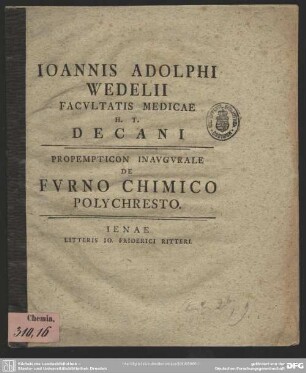 IOANNIS ADOLPHI
WEDELII
FACVLTATIS MEDICAE
H. T.
DECANI
PROPEMPTICON INAVGVRALE
DE
FVRNO CHIMICO
POLYCHRESTO.
IENAE
LITTERIS IO. FRIDERICI RITTERI.
Chemia,
310,16